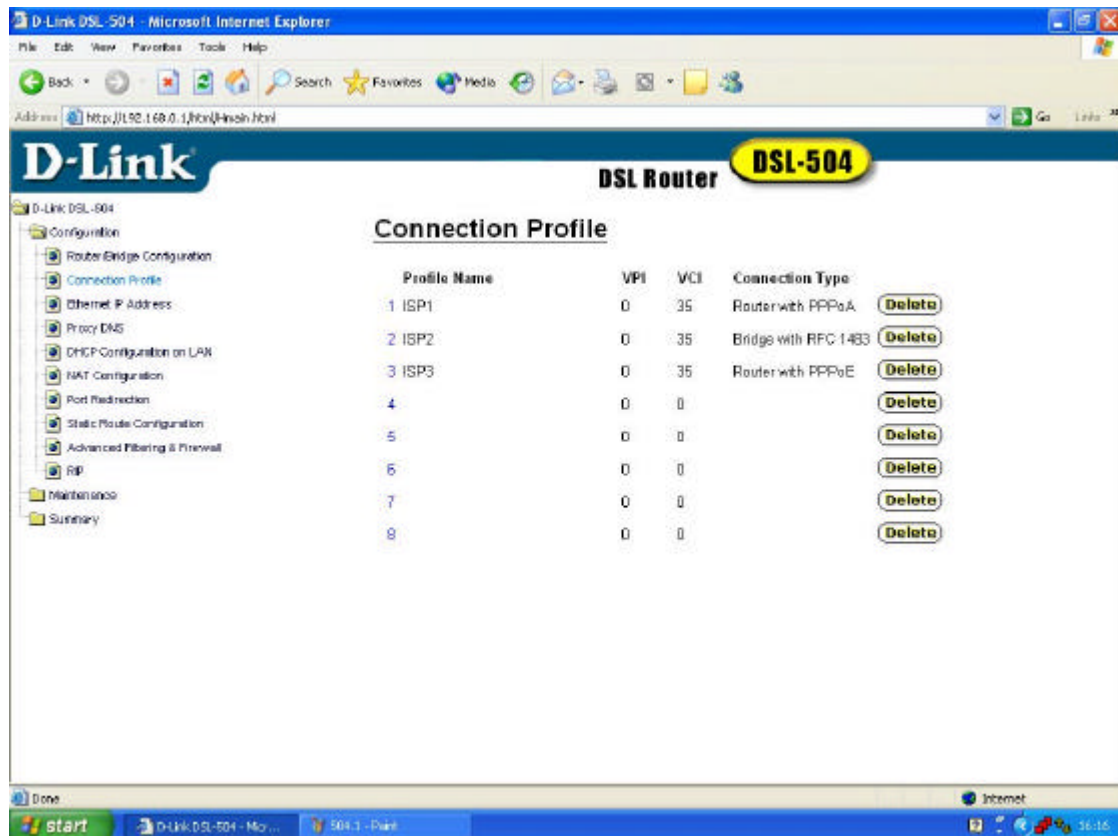 D-Link DSL-504 - Microsoft Internet Explorer
File Edit View Favorites Tools Help
Back Search Favorites Media
Address http://192.168.0.1/html/Hmain.html Go Links »
D-Link
DSL Router DSL-504
D-Link DSL-504
Configuration
Router/Bridge Configuration
Connection Profile
Ethernet IP Address
Proxy DNS
DHCP Configuration on LAN
NAT Configuration
Port Redirection
Static Route Configuration
Advanced Filtering & Firewall
RIP
Maintenance
Summary
Connection Profile
Profile Name VPI VCI Connection Type
1 ISP1 0 35 Router with PPPoA Delete
2 ISP2 0 35 Bridge with RFC 1483 Delete
3 ISP3 0 35 Router with PPPoE Delete
4 0 0 Delete
5 0 0 Delete
6 0 0 Delete
7 0 0 Delete
8 0 0 Delete
Done Internet
start D-Link DSL-504 - Micr... 504.1 - Paint 16:16